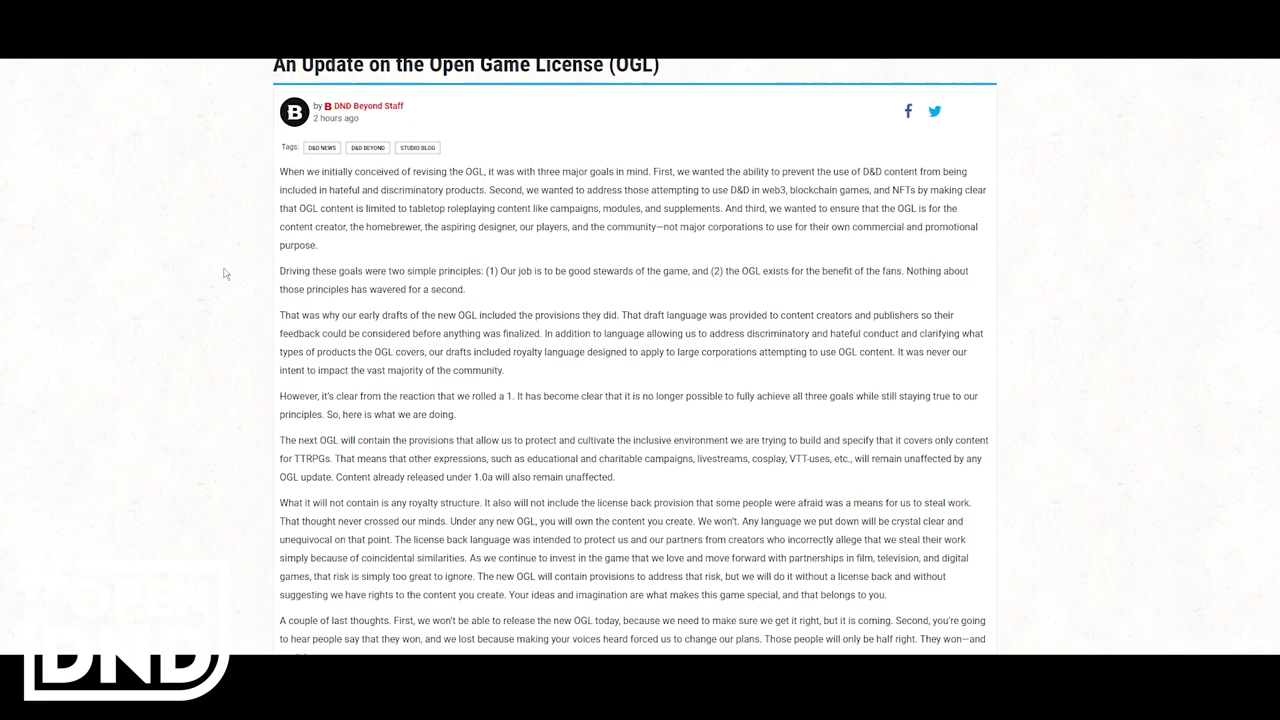 An Update on the Open Game License (OGL)
by DND Beyond Staff
2 hours ago
Tags: D&D NEWS D&D BEYOND STUDIO BLOG
When we initially conceived of revising the OGL, it was with three major goals in mind. First, we wanted the ability to prevent the use of D&D content from being
included in hateful and discriminatory products. Second, we wanted to address those attempting to use D&D in web3, blockchain games, and NFTs by making clear
that OGL content is limited to tabletop roleplaying content like campaigns, modules, and supplements. And third, we wanted to ensure that the OGL is for the
content creator, the homebrewer, the aspiring designer, our players, and the community—not major corporations to use for their own commercial and promotional
purpose.
Driving these goals were two simple principles: (1) Our job is to be good stewards of the game, and (2) the OGL exists for the benefit of the fans. Nothing about
those principles has wavered for a second.
That was why our early drafts of the new OGL included the provisions they did. That draft language was provided to content creators and publishers so their
feedback could be considered before anything was finalized. In addition to language allowing us to address discriminatory and hateful conduct and clarifying what
types of products the OGL covers, our drafts included royalty language designed to apply to large corporations attempting to use OGL content. It was never our
intent to impact the vast majority of the community.
However, it's clear from the reaction that we rolled a 1. It has become clear that it is no longer possible to fully achieve all three goals while still staying true to our
principles. So, here is what we are doing.
The next OGL will contain the provisions that allow us to protect and cultivate the inclusive environment we are trying to build and specify that it covers only content
for TTRPGs. That means that other expressions, such as educational and charitable campaigns, livestreams, cosplay, VTT-uses, etc., will remain unaffected by any
OGL update. Content already released under 1.0a will also remain unaffected.
What it will not contain is any royalty structure. It also will not include the license back provision that some people were afraid was a means for us to steal work.
That thought never crossed our minds. Under any new OGL, you will own the content you create. We won't. Any language we put down will be crystal clear and
unequivocal on that point. The license back language was intended to protect us and our partners from creators who incorrectly allege that we steal their work
simply because of coincidental similarities. As we continue to invest in the game that we love and move forward with partnerships in film, television, and digital
games, that risk is simply too great to ignore. The new OGL will contain provisions to address that risk, but we will do it without a license back and without
suggesting we have rights to the content you create. Your ideas and imagination are what makes this game special, and that belongs to you.
A couple of last thoughts. First, we won't be able to release the new OGL today, because we need to make sure we get it right, but it is coming. Second, you're going
to hear people say that they won, and we lost because making your voices heard forced us to change our plans. Those people will only be half right. They won—and
OPEN
DND